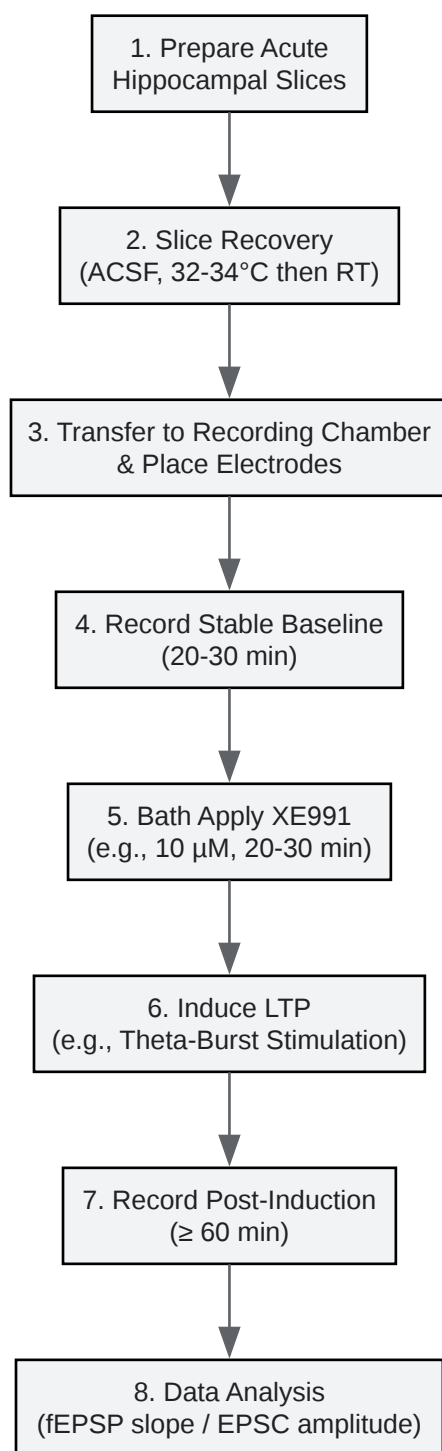 1. Prepare Acute
Hippocampal Slices
2. Slice Recovery
(ACSF, 32-34°C then RT)
3. Transfer to Recording Chamber
& Place Electrodes
4. Record Stable Baseline
(20-30 min)
5. Bath Apply XE991
(e.g., 10 µM, 20-30 min)
6. Induce LTP
(e.g., Theta-Burst Stimulation)
7. Record Post-Induction
(≥ 60 min)
8. Data Analysis
(fEPSP slope / EPSC amplitude)